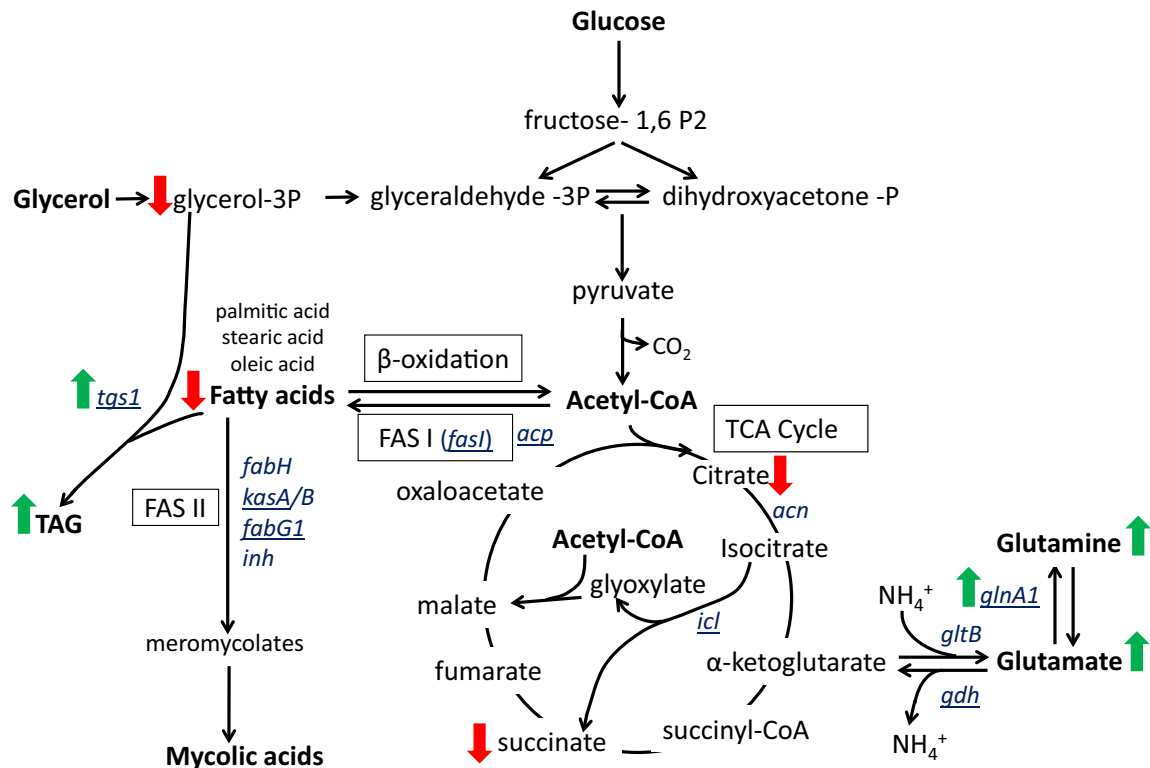 Glucose
fructose- 1,6 P2
Glycerol
glycerol-3P
glyceraldehyde -3P
dihydroxyacetone -P
pyruvate
CO₂
palmitic acid
stearic acid
oleic acid
Fatty acids
β-oxidation
Acetyl-CoA
tgs1
FAS I (fasI)
acp
TCA Cycle
Citrate
oxaloacetate
acn
TAG
FAS II
fabH
kasA/B
fabG1
inh
Acetyl-CoA
Isocitrate
Glutamine
glyoxylate
malate
icl
NH₄⁺
glnA1
gltB
fumarate
α-ketoglutarate
Glutamate
gdh
meromycolates
succinate
succinyl-CoA
NH₄⁺
Mycolic acids